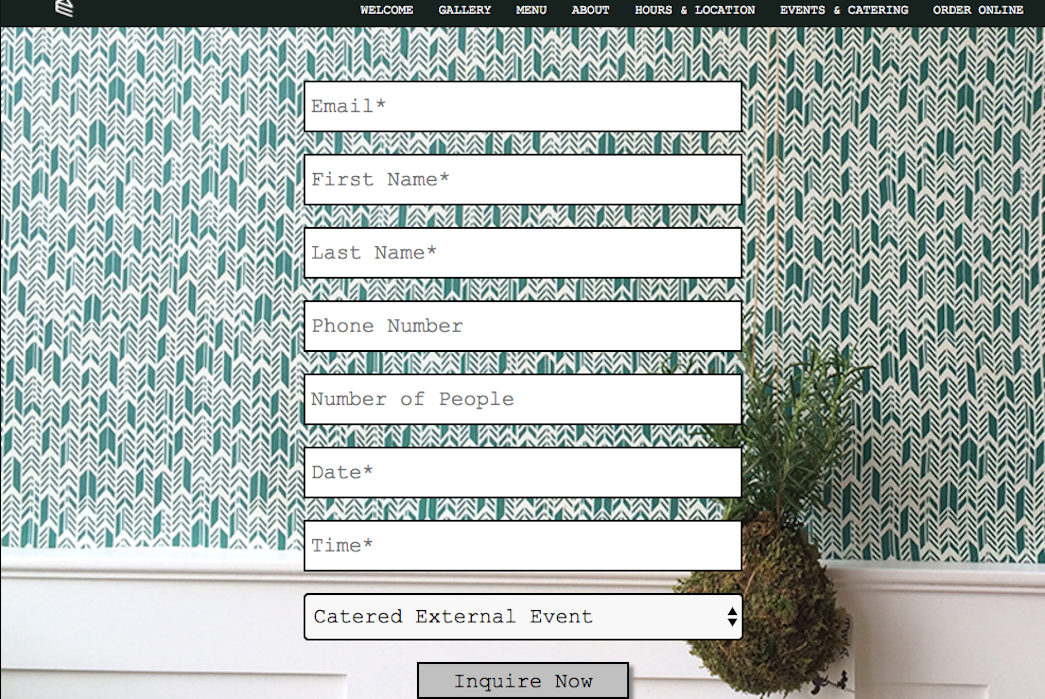 WELCOME GALLERY MENU ABOUT HOURS & LOCATION EVENTS & CATERING ORDER ONLINE
Email*
First Name*
Last Name*
Phone Number
Number of People
Date*
Time*
Catered External Event
Inquire Now